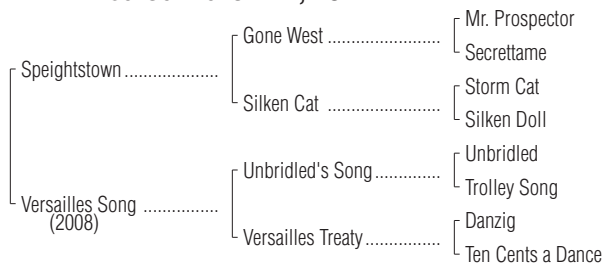 Mr. Prospector
Gone West
Secrettame
Speightstown
Storm Cat
Silken Cat
Silken Doll
Unbridled
Unbridled's Song
Trolley Song
Versailles Song
(2008)
Danzig
Versailles Treaty
Ten Cents a Dance